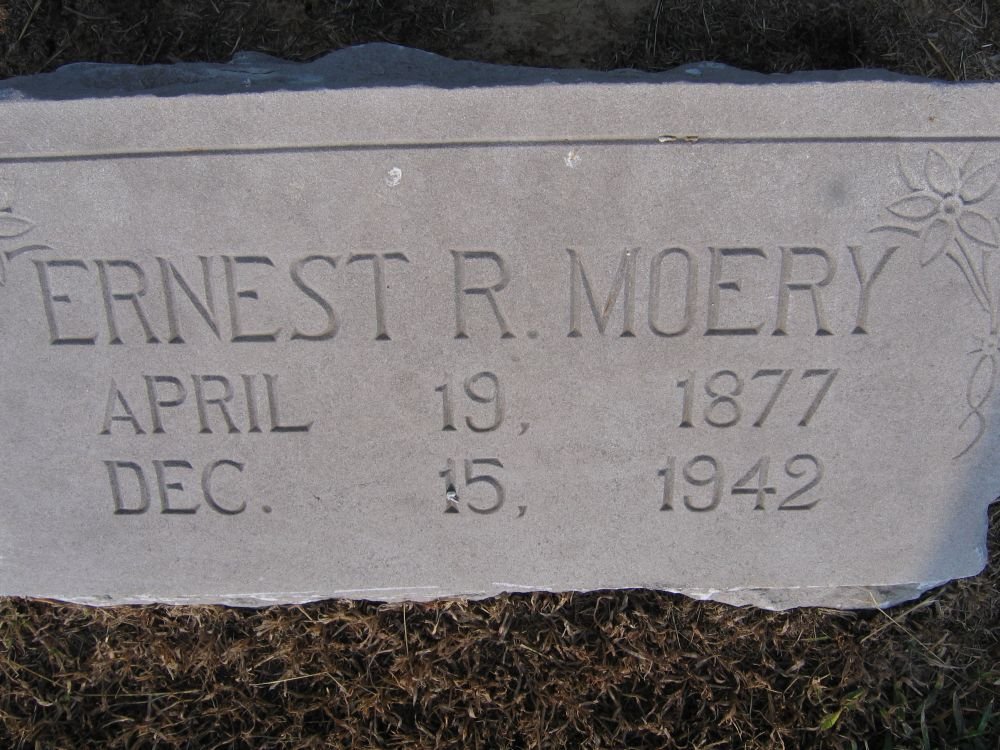 ERNEST R. MOERY
APRIL 19, 1877
DEC. 15, 1942